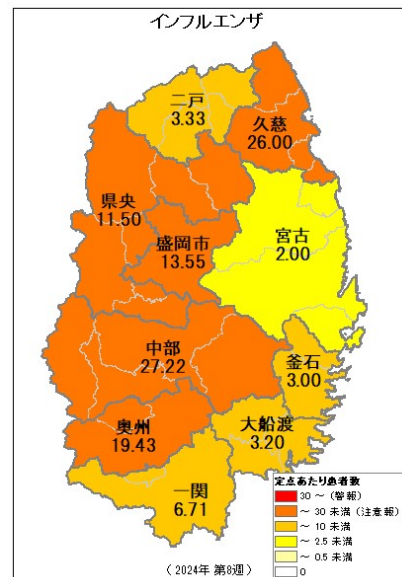 インフルエンザ
二戸
3.33
久慈
26.00
県央
11.50
盛岡市
13.55
宮古
2.00
中部
27.22
釜石
3.00
奥州
19.43
大船渡
3.20
一関
6.71
定点あたり患者数
30 ～ (警報)
～ 30 未満 (注意報)
～ 10 未満
～ 2.5 未満
～ 0.5 未満
0
( 2024年 第8週 )